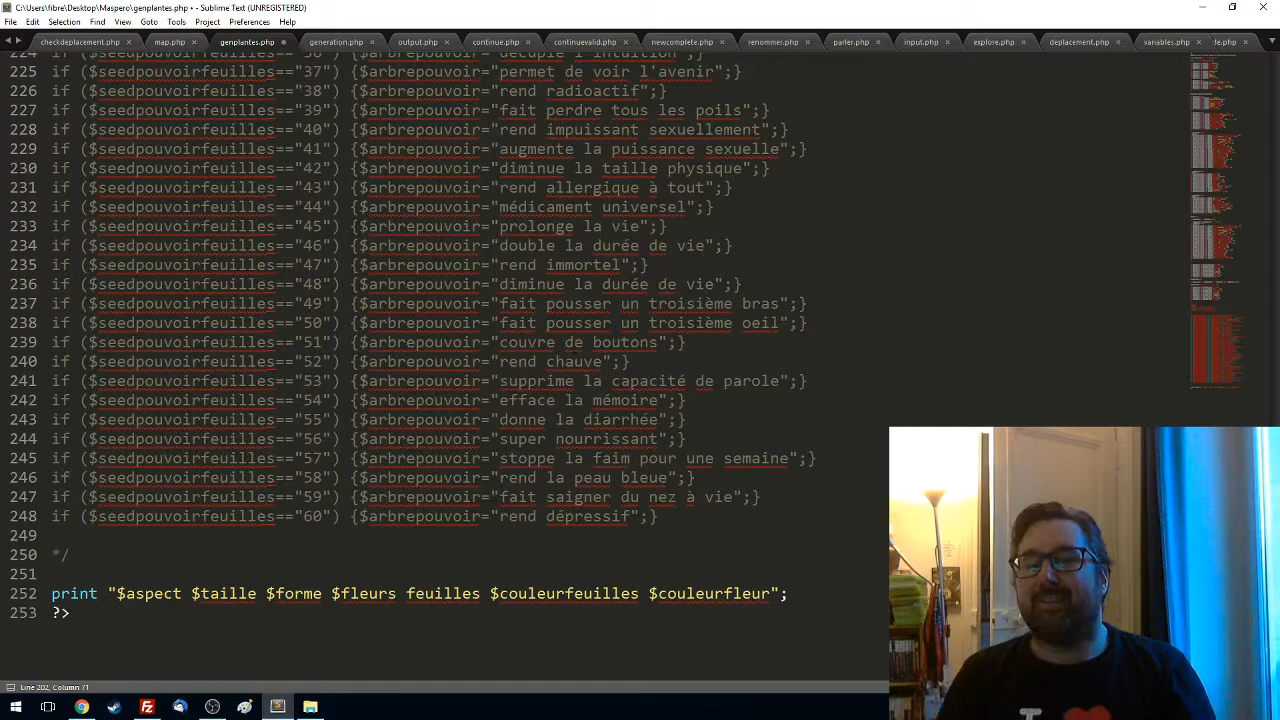 C:\Users\fibre\Desktop\Maspero\genplantes.php • - Sublime Text (UNREGISTERED)
File Edit Selection Find View Goto Tools Project Preferences Help
checkdeplacement.php map.php genplantes.php generation.php output.php continue.php continuevalid.php newcomplete.php renommer.php parler.php input.php explore.php deplacement.php variables.php
224 if ($seedpouvoirfeuilles=="36") {$arbrepouvoir="décuple l'intuition";}
225 if ($seedpouvoirfeuilles=="37") {$arbrepouvoir="permet de voir l'avenir";}
226 if ($seedpouvoirfeuilles=="38") {$arbrepouvoir="rend radioactif";}
227 if ($seedpouvoirfeuilles=="39") {$arbrepouvoir="fait perdre tous les poils";}
228 if ($seedpouvoirfeuilles=="40") {$arbrepouvoir="rend impuissant sexuellement";}
229 if ($seedpouvoirfeuilles=="41") {$arbrepouvoir="augmente la puissance sexuelle";}
230 if ($seedpouvoirfeuilles=="42") {$arbrepouvoir="diminue la taille physique";}
231 if ($seedpouvoirfeuilles=="43") {$arbrepouvoir="rend allergique à tout";}
232 if ($seedpouvoirfeuilles=="44") {$arbrepouvoir="médicament universel";}
233 if ($seedpouvoirfeuilles=="45") {$arbrepouvoir="prolonge la vie";}
234 if ($seedpouvoirfeuilles=="46") {$arbrepouvoir="double la durée de vie";}
235 if ($seedpouvoirfeuilles=="47") {$arbrepouvoir="rend immortel";}
236 if ($seedpouvoirfeuilles=="48") {$arbrepouvoir="diminue la durée de vie";}
237 if ($seedpouvoirfeuilles=="49") {$arbrepouvoir="fait pousser un troisième bras";}
238 if ($seedpouvoirfeuilles=="50") {$arbrepouvoir="fait pousser un troisième oeil";}
239 if ($seedpouvoirfeuilles=="51") {$arbrepouvoir="couvre de boutons";}
240 if ($seedpouvoirfeuilles=="52") {$arbrepouvoir="rend chauve";}
241 if ($seedpouvoirfeuilles=="53") {$arbrepouvoir="supprime la capacité de parole";}
242 if ($seedpouvoirfeuilles=="54") {$arbrepouvoir="efface la mémoire";}
243 if ($seedpouvoirfeuilles=="55") {$arbrepouvoir="donne la diarrhée";}
244 if ($seedpouvoirfeuilles=="56") {$arbrepouvoir="super nourrissant";}
245 if ($seedpouvoirfeuilles=="57") {$arbrepouvoir="stoppe la faim pour une semaine";}
246 if ($seedpouvoirfeuilles=="58") {$arbrepouvoir="rend la peau bleue";}
247 if ($seedpouvoirfeuilles=="59") {$arbrepouvoir="fait saigner du nez à vie";}
248 if ($seedpouvoirfeuilles=="60") {$arbrepouvoir="rend dépressif";}
249
250 */
251
252 print "$aspect $taille $forme $fleurs feuilles $couleurfeuilles $couleurfleur";
253 ?>
Line 202, Column 71
I